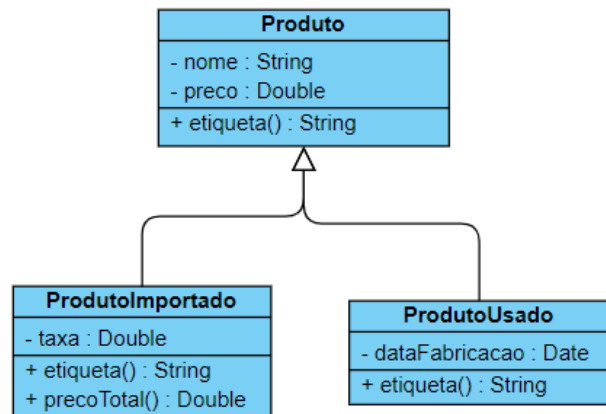 Produto
- nome : String
- preco : Double
+ etiqueta() : String
ProdutoImportado
- taxa : Double
+ etiqueta() : String
+ precoTotal() : Double
ProdutoUsado
- dataFabricacao : Date
+ etiqueta() : String